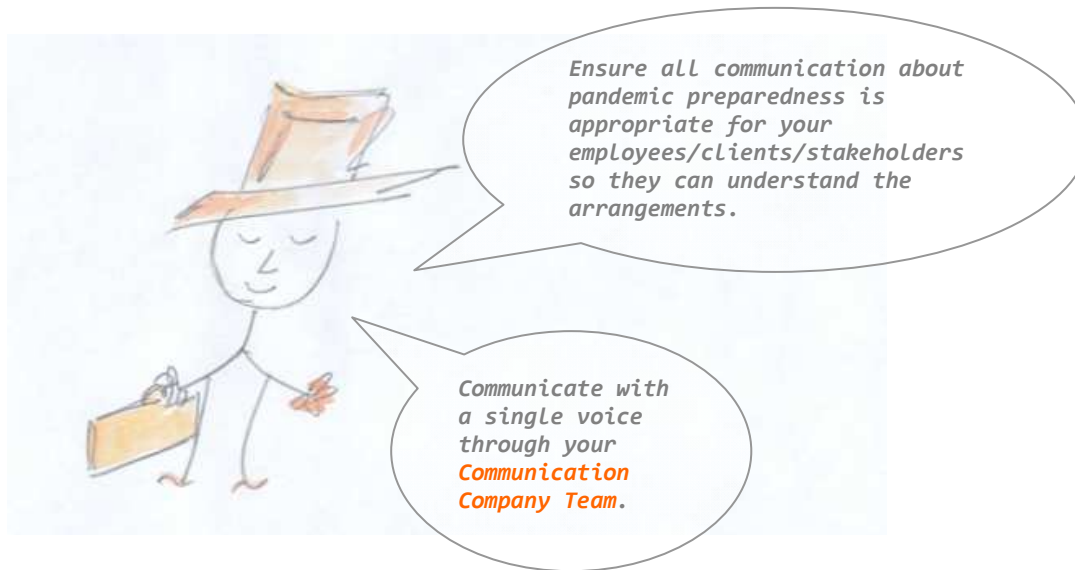 Ensure all communication about
pandemic preparedness is
appropriate for your
employees/clients/stakeholders
so they can understand the
arrangements.
Communicate with
a single voice
through your
Communication
Company Team.